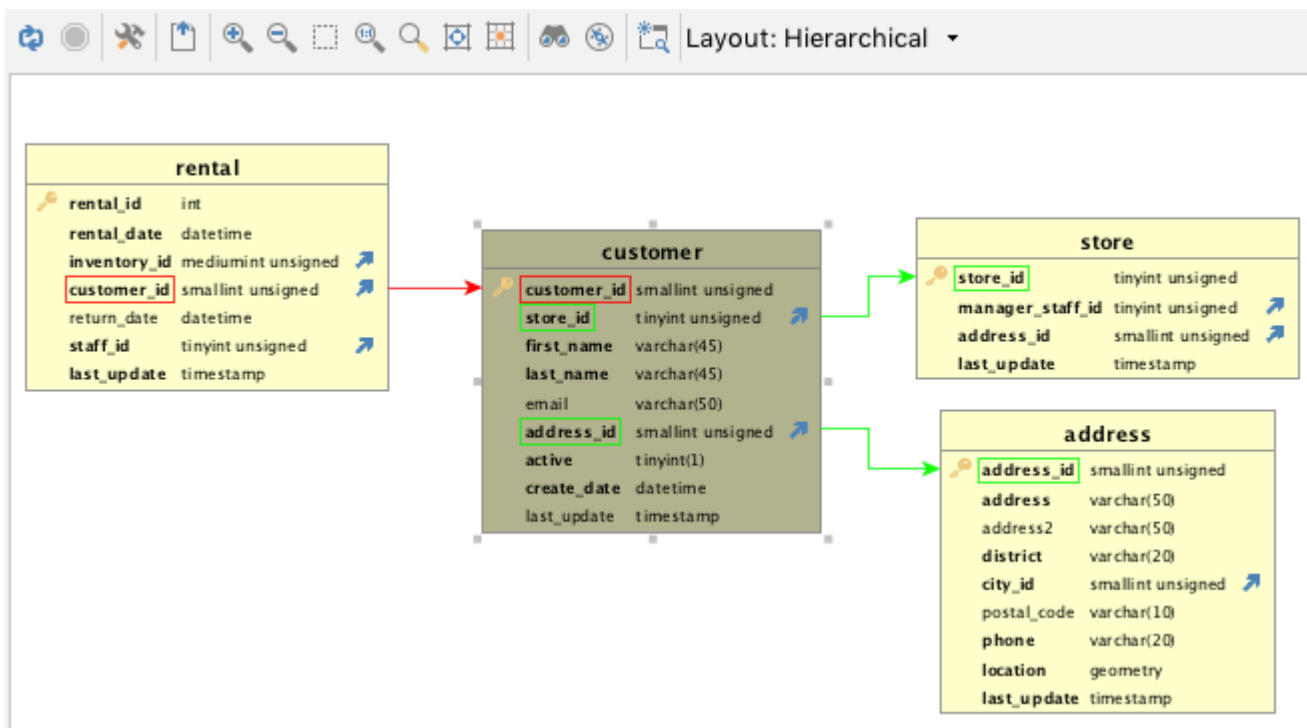 Layout: Hierarchical
rental
rental_id int
rental_date datetime
inventory_id mediumint unsigned
customer_id smallint unsigned
return_date datetime
staff_id tinyint unsigned
last_update timestamp
customer
customer_id smallint unsigned
store_id tinyint unsigned
first_name varchar(45)
last_name varchar(45)
email varchar(50)
address_id smallint unsigned
active tinyint(1)
create_date datetime
last_update timestamp
store
store_id tinyint unsigned
manager_staff_id tinyint unsigned
address_id smallint unsigned
last_update timestamp
address
address_id smallint unsigned
address varchar(50)
address2 varchar(50)
district varchar(20)
city_id smallint unsigned
postal_code varchar(10)
phone varchar(20)
location geometry
last_update timestamp